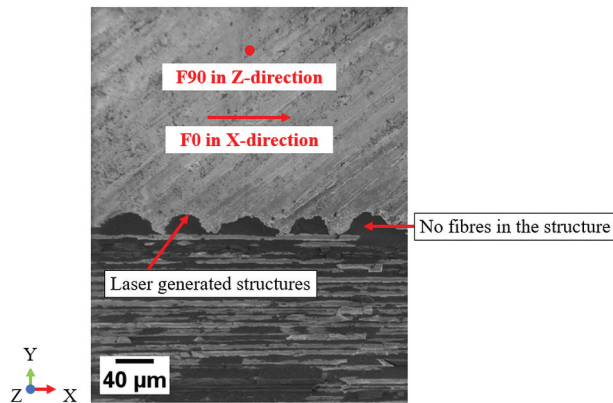 F90 in Z-direction
F0 in X-direction
No fibres in the structure
Laser generated structures
40 µm
Y
Z
X